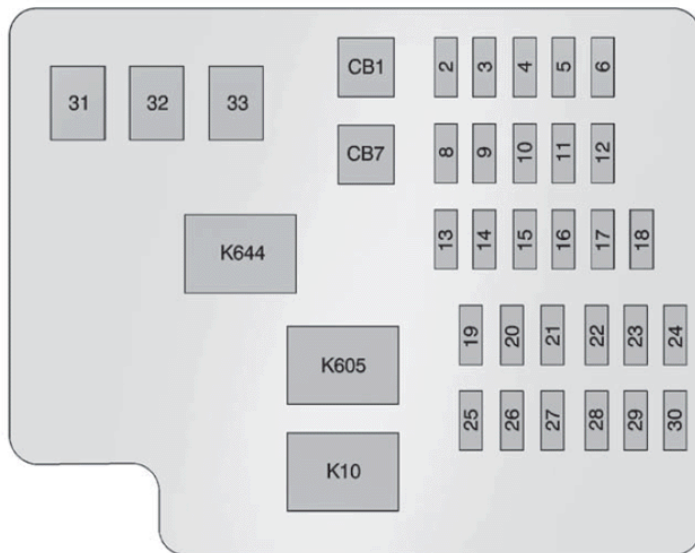 31 32 33 CB1 2 3 4 5 6
CB7 8 9 10 11 12
K644 13 14 15 16 17 18
K605 19 20 21 22 23 24
K10 25 26 27 28 29 30